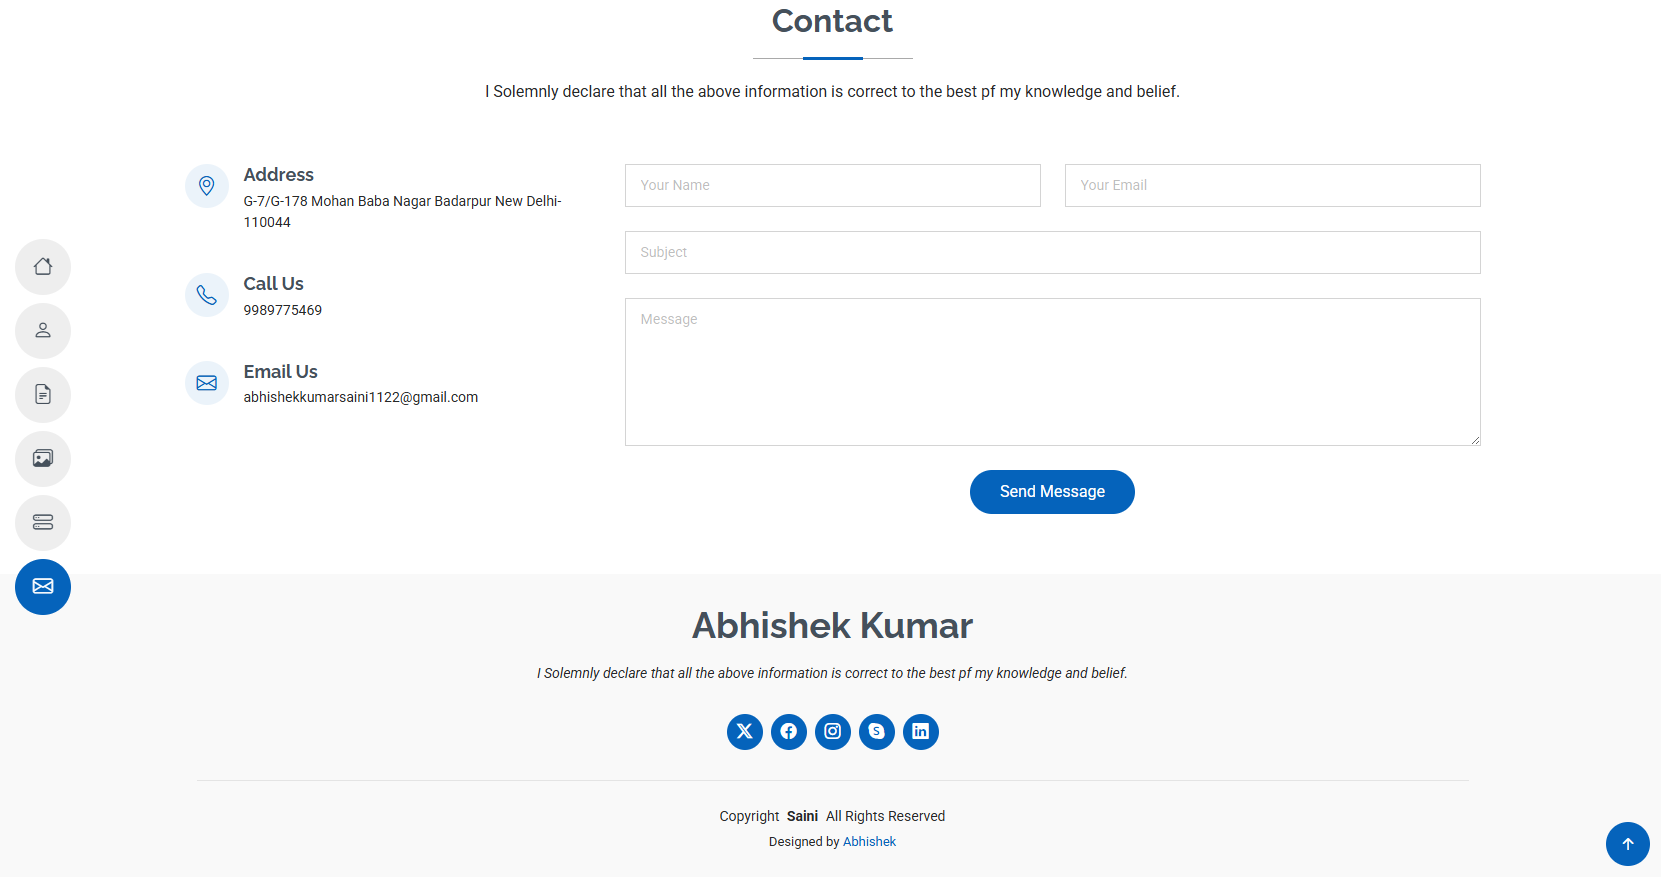 Contact
I Solemnly declare that all the above information is correct to the best pf my knowledge and belief.
Address
G-7/G-178 Mohan Baba Nagar Badarpur New Delhi-
110044
Call Us
9989775469
Email Us
abhishekkumarsaini1122@gmail.com
Your Name
Your Email
Subject
Message
Send Message
Abhishek Kumar
I Solemnly declare that all the above information is correct to the best pf my knowledge and belief.
Copyright Saini All Rights Reserved
Designed by Abhishek